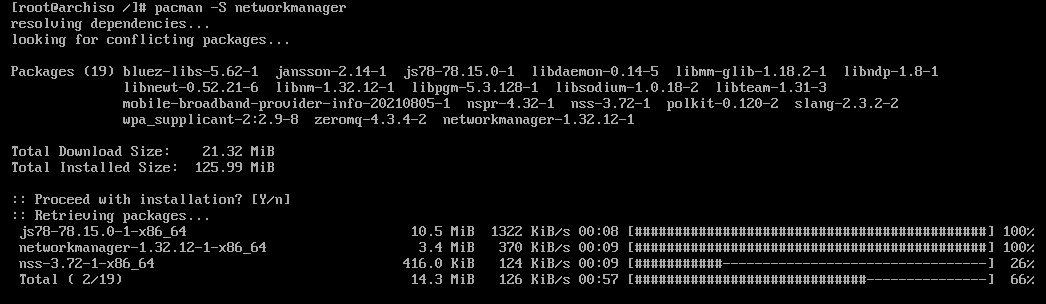 [root@archiso /]# pacman -S networkmanager
resolving dependencies...
looking for conflicting packages...
Packages (19) bluez-libs-5.62-1  jansson-2.14-1  js78-78.15.0-1  libdaemon-0.14-5  libmm-glib-1.18.2-1  libndp-1.8-1
libnewt-0.52.21-6  libnm-1.32.12-1  libpgm-5.3.128-1  libsodium-1.0.18-2  libteam-1.31-3
mobile-broadband-provider-info-20210805-1  nspr-4.32-1  nss-3.72-1  polkit-0.120-2  slang-2.3.2-2
wpa_supplicant-2:2.9-8  zeromq-4.3.4-2  networkmanager-1.32.12-1
Total Download Size:    21.32 MiB
Total Installed Size:  125.99 MiB
:: Proceed with installation? [Y/n]
:: Retrieving packages...
js78-78.15.0-1-x86_64  10.5 MiB  1322 KiB/s 00:08 [############################################] 100%
networkmanager-1.32.12-1-x86_64  3.4 MiB  370 KiB/s 00:09 [############################################] 100%
nss-3.72-1-x86_64  416.0 KiB  124 KiB/s 00:09 [###########---------------------------------]  26%
Total ( 2/19)  14.3 MiB  126 KiB/s 00:57 [#############################---------------]  66%